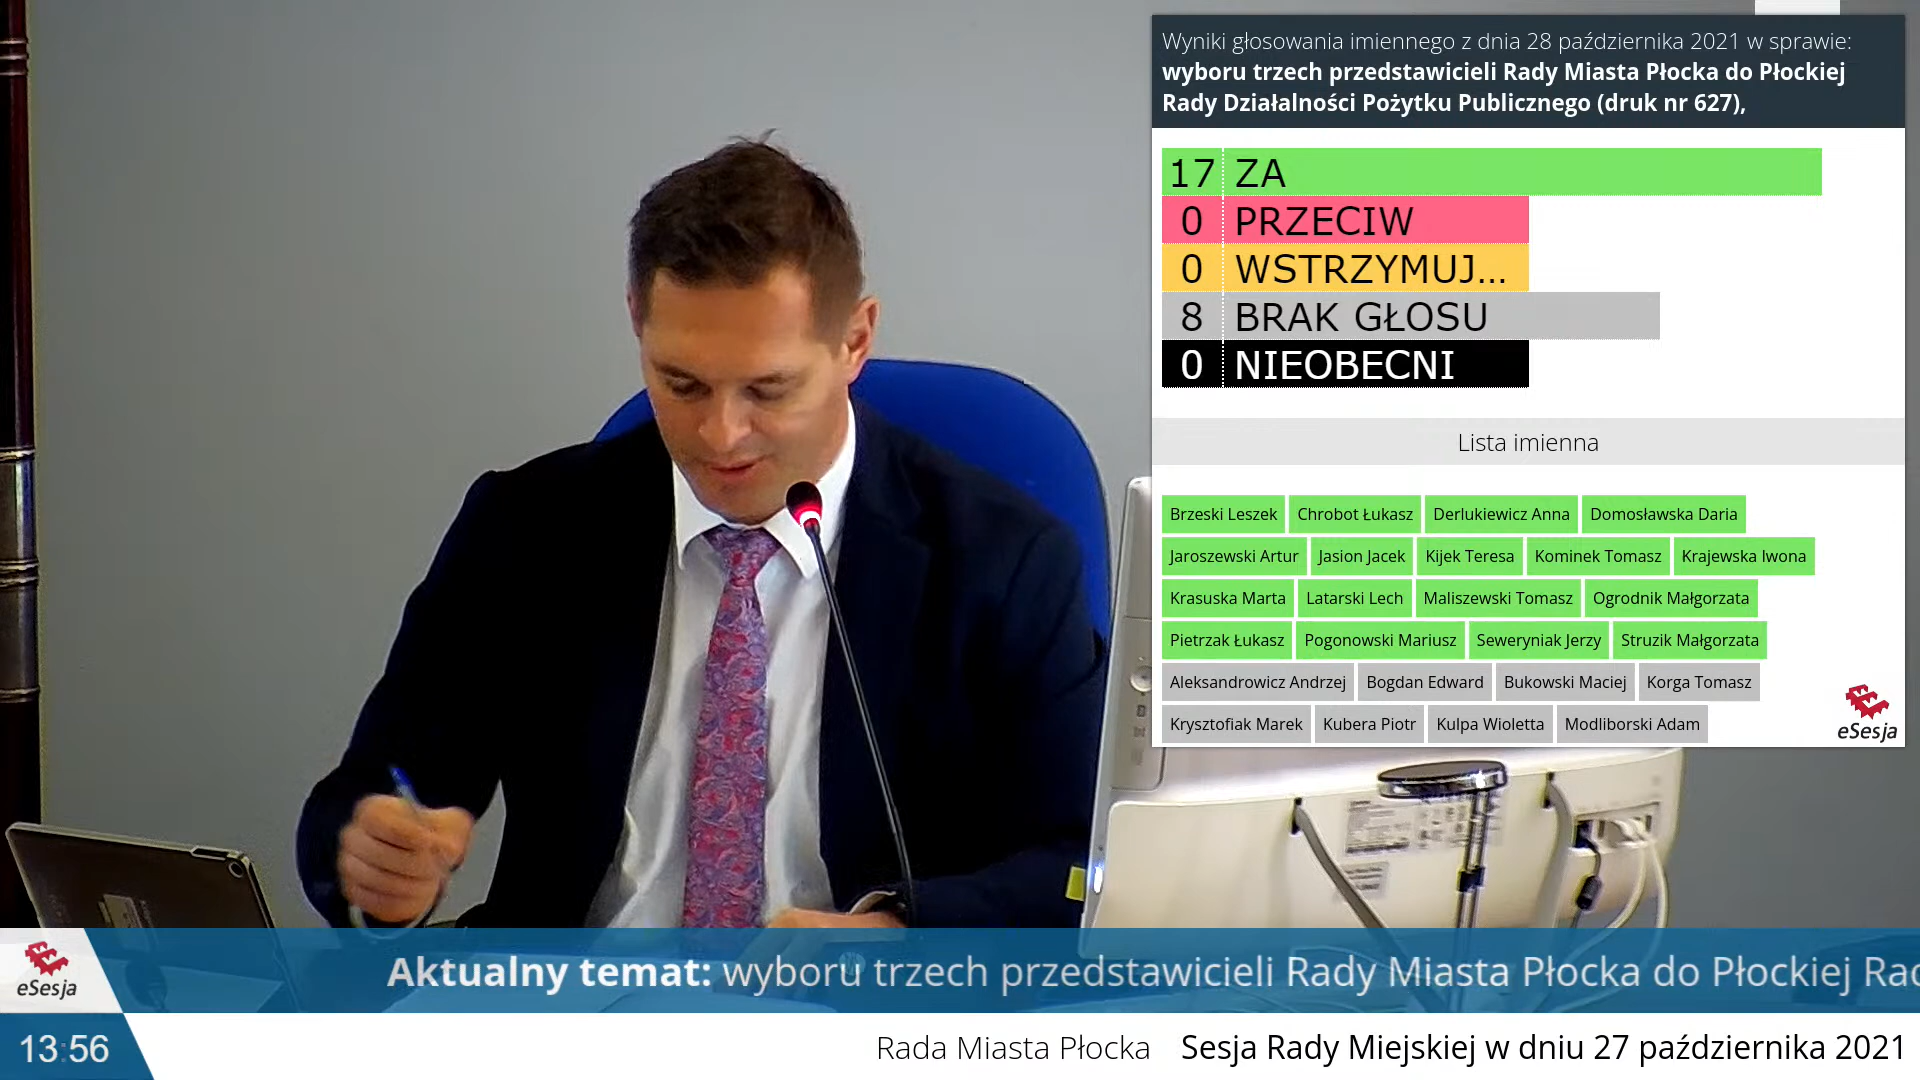 Wyniki głosowania imiennego z dnia 28 października 2021 w sprawie:
wyboru trzech przedstawicieli Rady Miasta Płocka do Płockiej
Rady Działalności Pożytku Publicznego (druk nr 627),
17 ZA
0 PRZECIW
0 WSTRZYMUJ...
8 BRAK GŁOSU
0 NIEOBECNI
Lista imienna
Brzeski Leszek Chrobot Łukasz Derlukiewicz Anna Domosławska Daria
Jaroszewski Artur Jasion Jacek Kijek Teresa Kominek Tomasz Krajewska Iwona
Krasuska Marta Latarski Lech Maliszewski Tomasz Ogrodnik Małgorzata
Pietrzak Łukasz Pogonowski Mariusz Seweryniak Jerzy Struzik Małgorzata
Aleksandrowicz Andrzej Bogdan Edward Bukowski Maciej Korga Tomasz
Krysztofiak Marek Kubera Piotr Kulpa Wioletta Modliborski Adam
eSesja
eSesja
Aktualny temat: wyboru trzech przedstawicieli Rady Miasta Płocka do Płockiej Rad
13:56
Rada Miasta Płocka Sesja Rady Miejskiej w dniu 27 października 2021